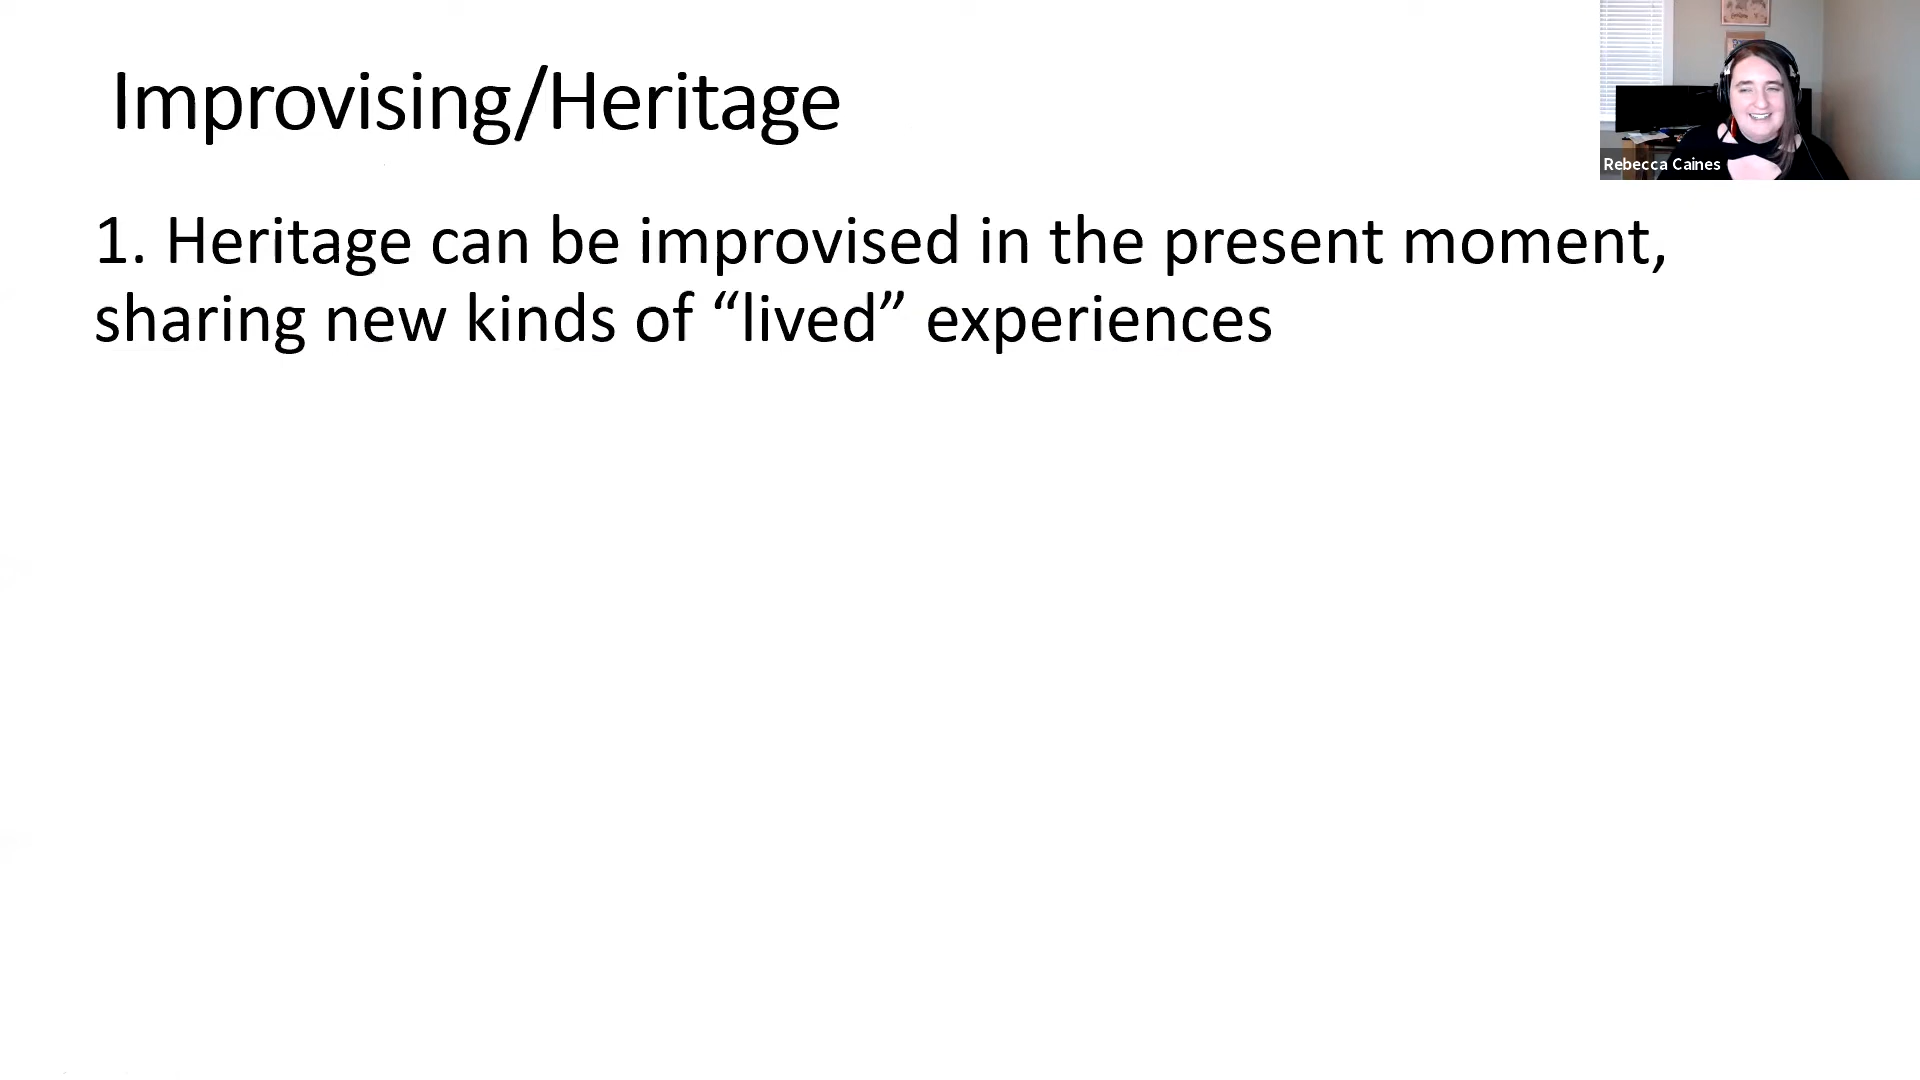 Improvising/Heritage
Rebecca Caines
1. Heritage can be improvised in the present moment,
sharing new kinds of “lived” experiences